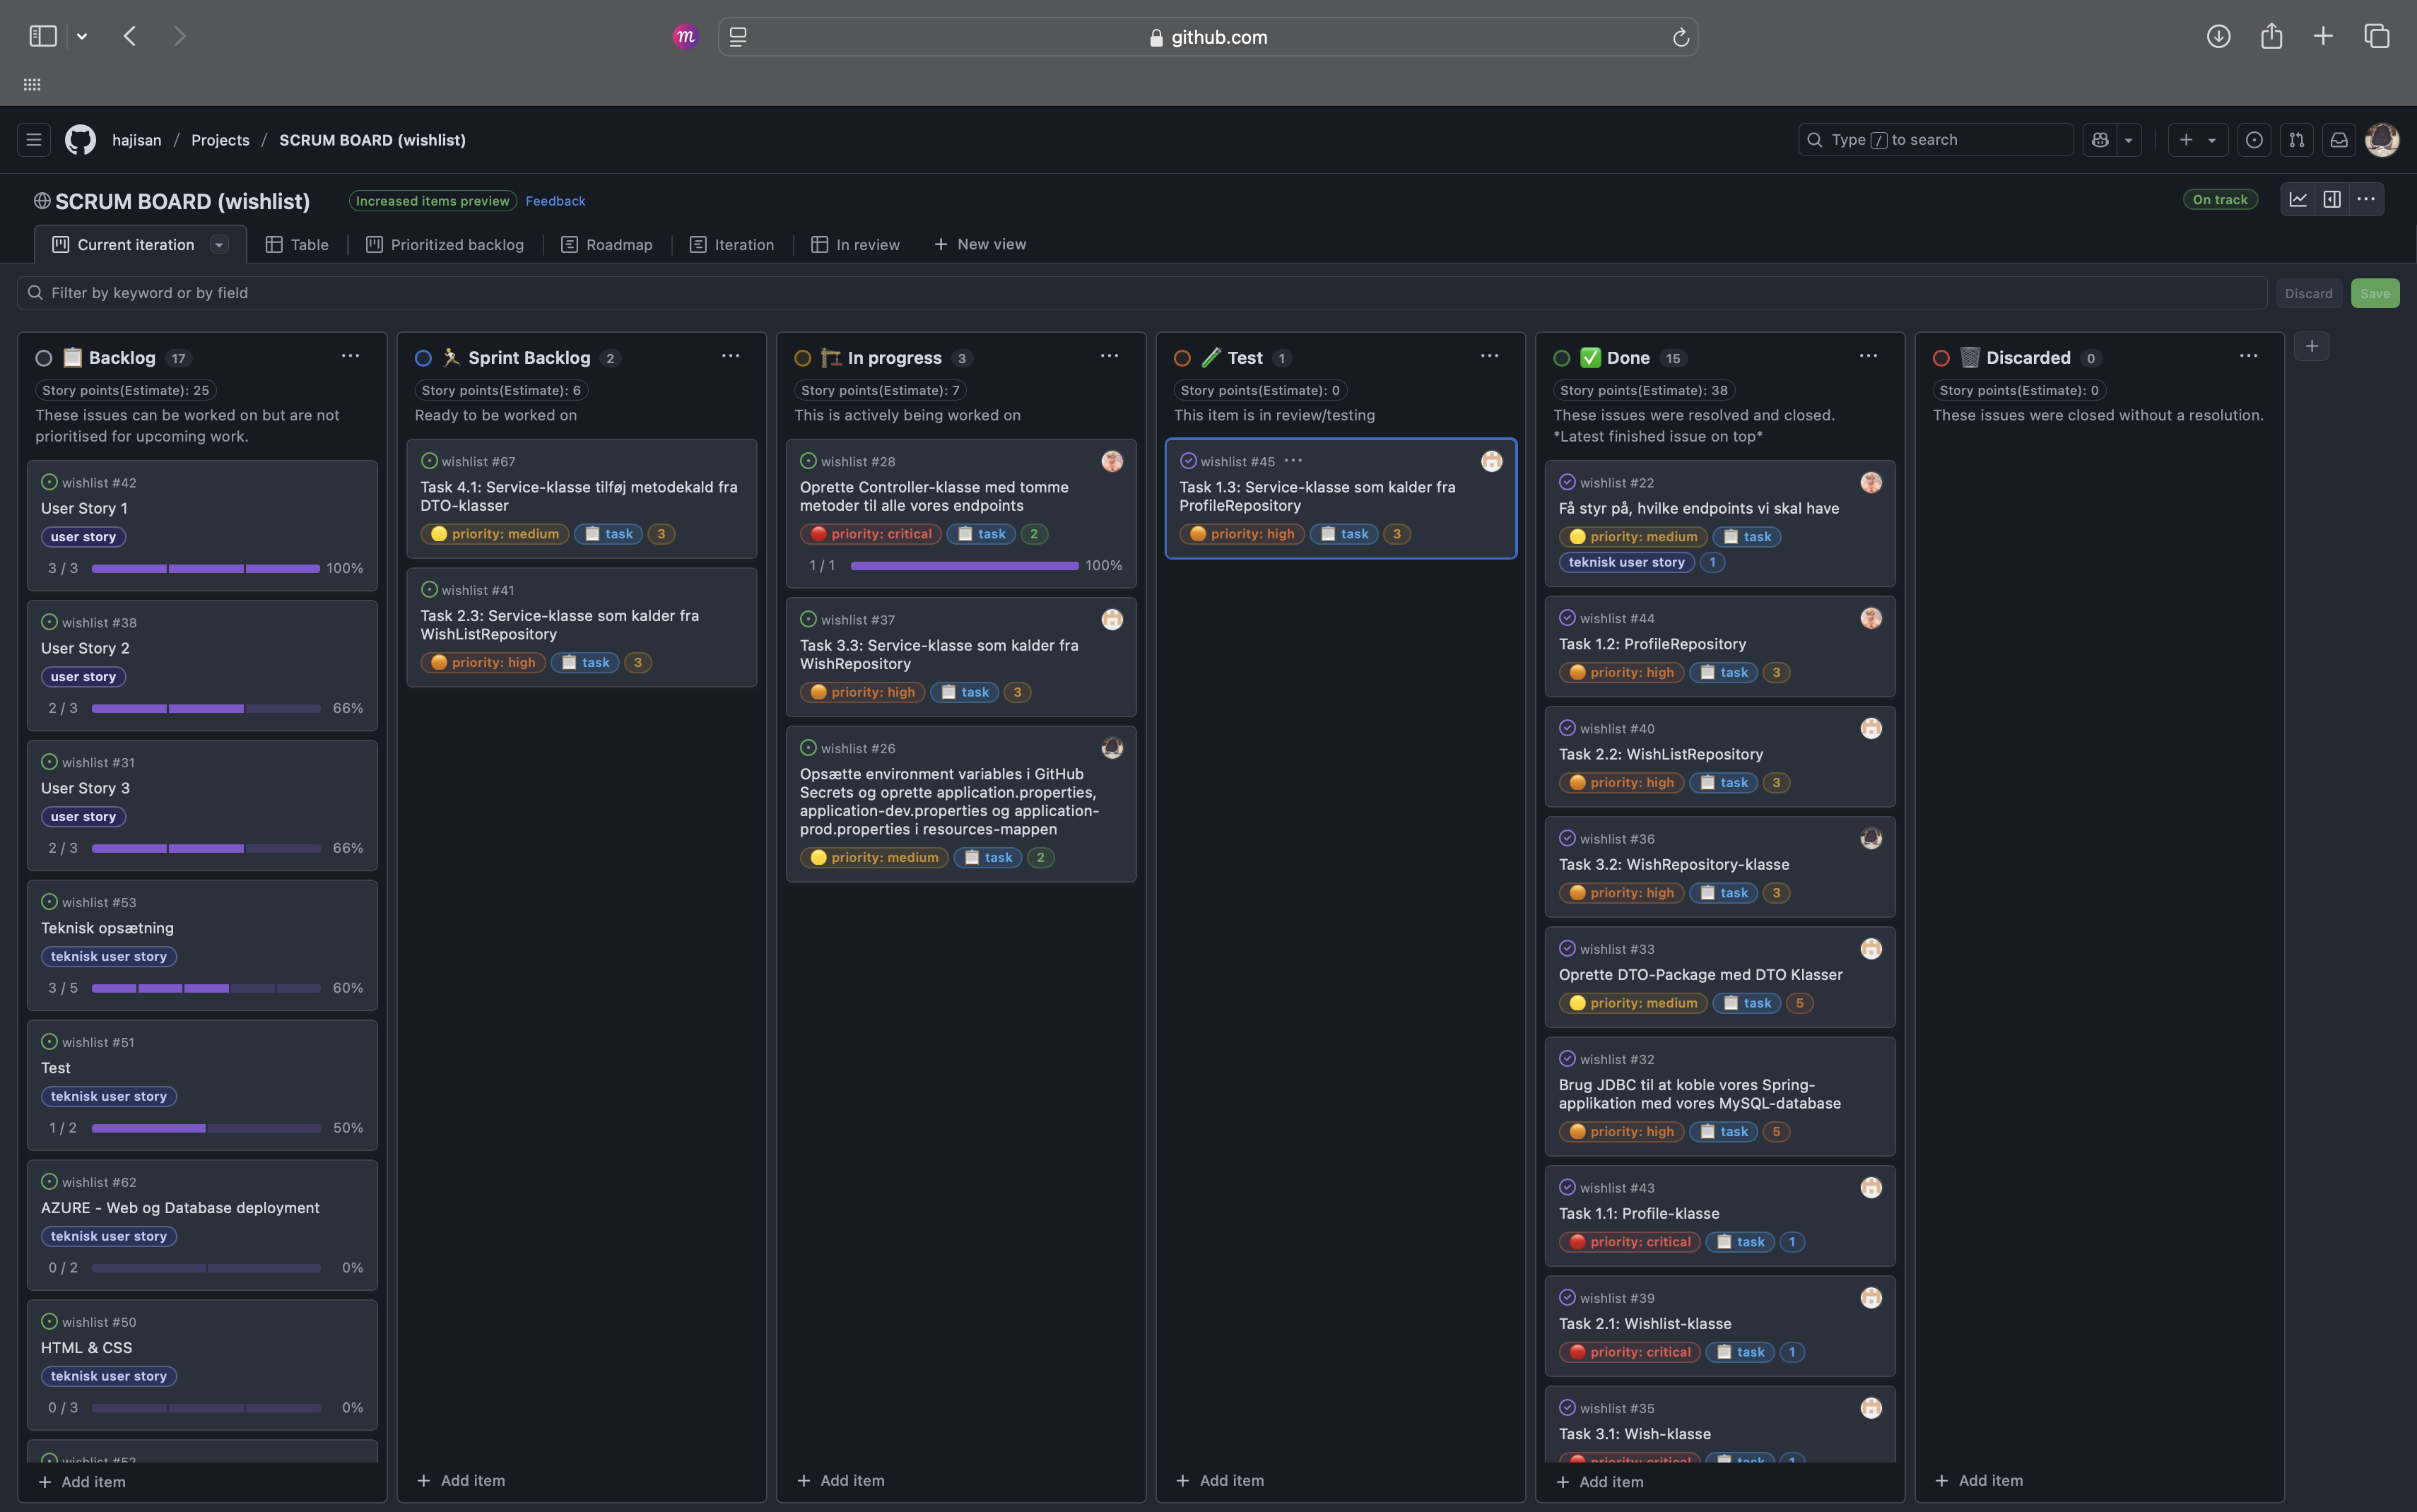 m
github.com
hajisan / Projects / SCRUM BOARD (wishlist)
Type / to search
SCRUM BOARD (wishlist)
Increased items preview
Feedback
On track
Current iteration
Table
Prioritized backlog
Roadmap
Iteration
In review
New view
Filter by keyword or by field
Discard
Save
Backlog 17
Story points(Estimate): 25
These issues can be worked on but are not
prioritised for upcoming work.
wishlist #42
User Story 1
user story
3 / 3 100%
wishlist #38
User Story 2
user story
2 / 3 66%
wishlist #31
User Story 3
user story
2 / 3 66%
wishlist #53
Teknisk opsætning
teknisk user story
3 / 5 60%
wishlist #51
Test
teknisk user story
1 / 2 50%
wishlist #62
AZURE - Web og Database deployment
teknisk user story
0 / 2 0%
wishlist #50
HTML & CSS
teknisk user story
0 / 3 0%
wishlist #52
Add item
Sprint Backlog 2
Story points(Estimate): 6
Ready to be worked on
wishlist #67
Task 4.1: Service-klasse tilføj metodekald fra
DTO-klasser
priority: medium task 3
wishlist #41
Task 2.3: Service-klasse som kalder fra
WishListRepository
priority: high task 3
Add item
In progress 3
Story points(Estimate): 7
This is actively being worked on
wishlist #28
Oprette Controller-klasse med tomme
metoder til alle vores endpoints
priority: critical task 2
1 / 1 100%
wishlist #37
Task 3.3: Service-klasse som kalder fra
WishRepository
priority: high task 3
wishlist #26
Opsætte environment variables i GitHub
Secrets og oprette application.properties,
application-dev.properties og application-
prod.properties i resources-mappen
priority: medium task 2
Add item
Test 1
Story points(Estimate): 0
This item is in review/testing
wishlist #45
Task 1.3: Service-klasse som kalder fra
ProfileRepository
priority: high task 3
Add item
Done 15
Story points(Estimate): 38
These issues were resolved and closed.
*Latest finished issue on top*
wishlist #22
Få styr på, hvilke endpoints vi skal have
priority: medium task
teknisk user story 1
wishlist #44
Task 1.2: ProfileRepository
priority: high task 3
wishlist #40
Task 2.2: WishListRepository
priority: high task 3
wishlist #36
Task 3.2: WishRepository-klasse
priority: high task 3
wishlist #33
Oprette DTO-Package med DTO Klasser
priority: medium task 5
wishlist #32
Brug JDBC til at koble vores Spring-
applikation med vores MySQL-database
priority: high task 5
wishlist #43
Task 1.1: Profile-klasse
priority: critical task 1
wishlist #39
Task 2.1: Wishlist-klasse
priority: critical task 1
wishlist #35
Task 3.1: Wish-klasse
priority: critical task 1
Add item
Discarded 0
Story points(Estimate): 0
These issues were closed without a resolution.
Add item